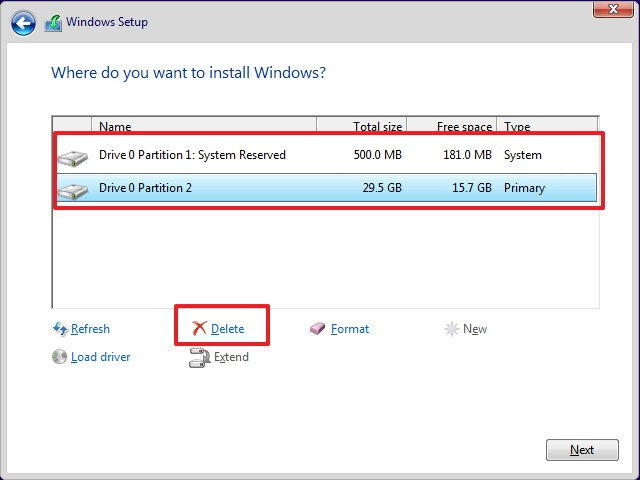 Windows Setup
Where do you want to install Windows?
Name Total size Free space Type
Drive 0 Partition 1: System Reserved 500.0 MB 181.0 MB System
Drive 0 Partition 2 29.5 GB 15.7 GB Primary
Refresh Delete Format New
Load driver Extend
Next